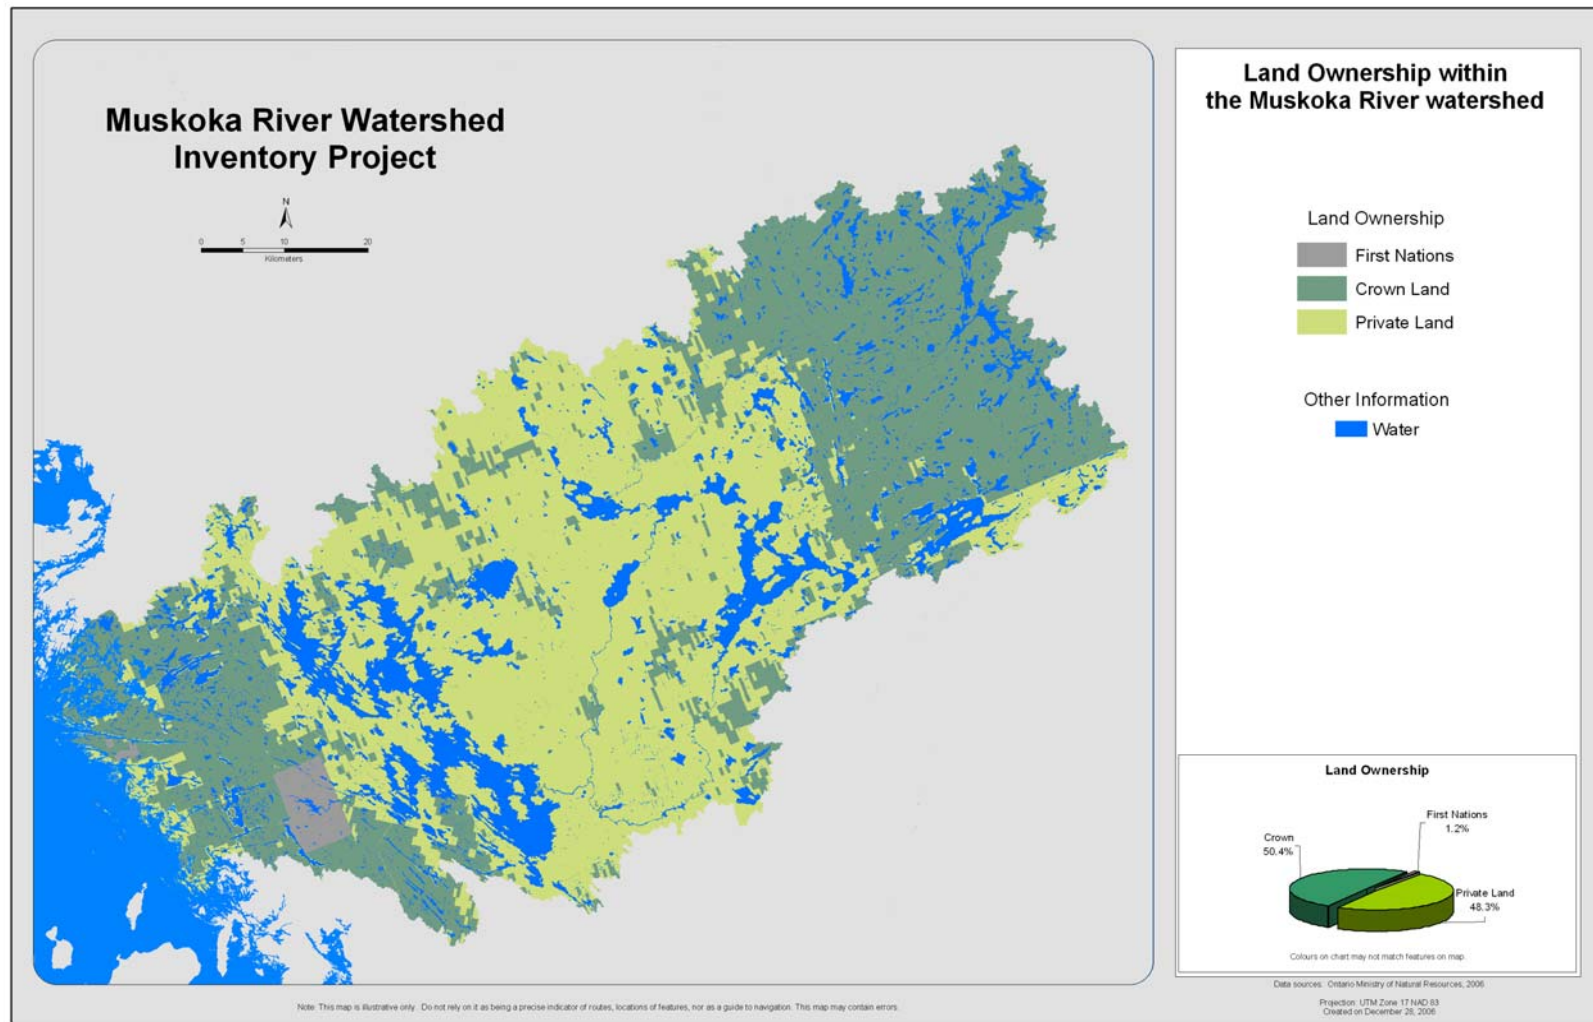 Muskoka River Watershed
Inventory Project
N
0 5 10 20
Kilometers
Land Ownership within
the Muskoka River watershed
Land Ownership
First Nations
Crown Land
Private Land
Other Information
Water
Land Ownership
First Nations
1.2%
Crown
50.4%
Private Land
48.3%
Colours on chart may not match features on map.
Data sources: Ontario Ministry of Natural Resources, 2006
Projection: UTM Zone 17 NAD 83
Created on December 28, 2006
Note: This map is illustrative only. Do not rely on it as being a precise indicator of routes, locations of features, nor as a guide to navigation. This map may contain errors.